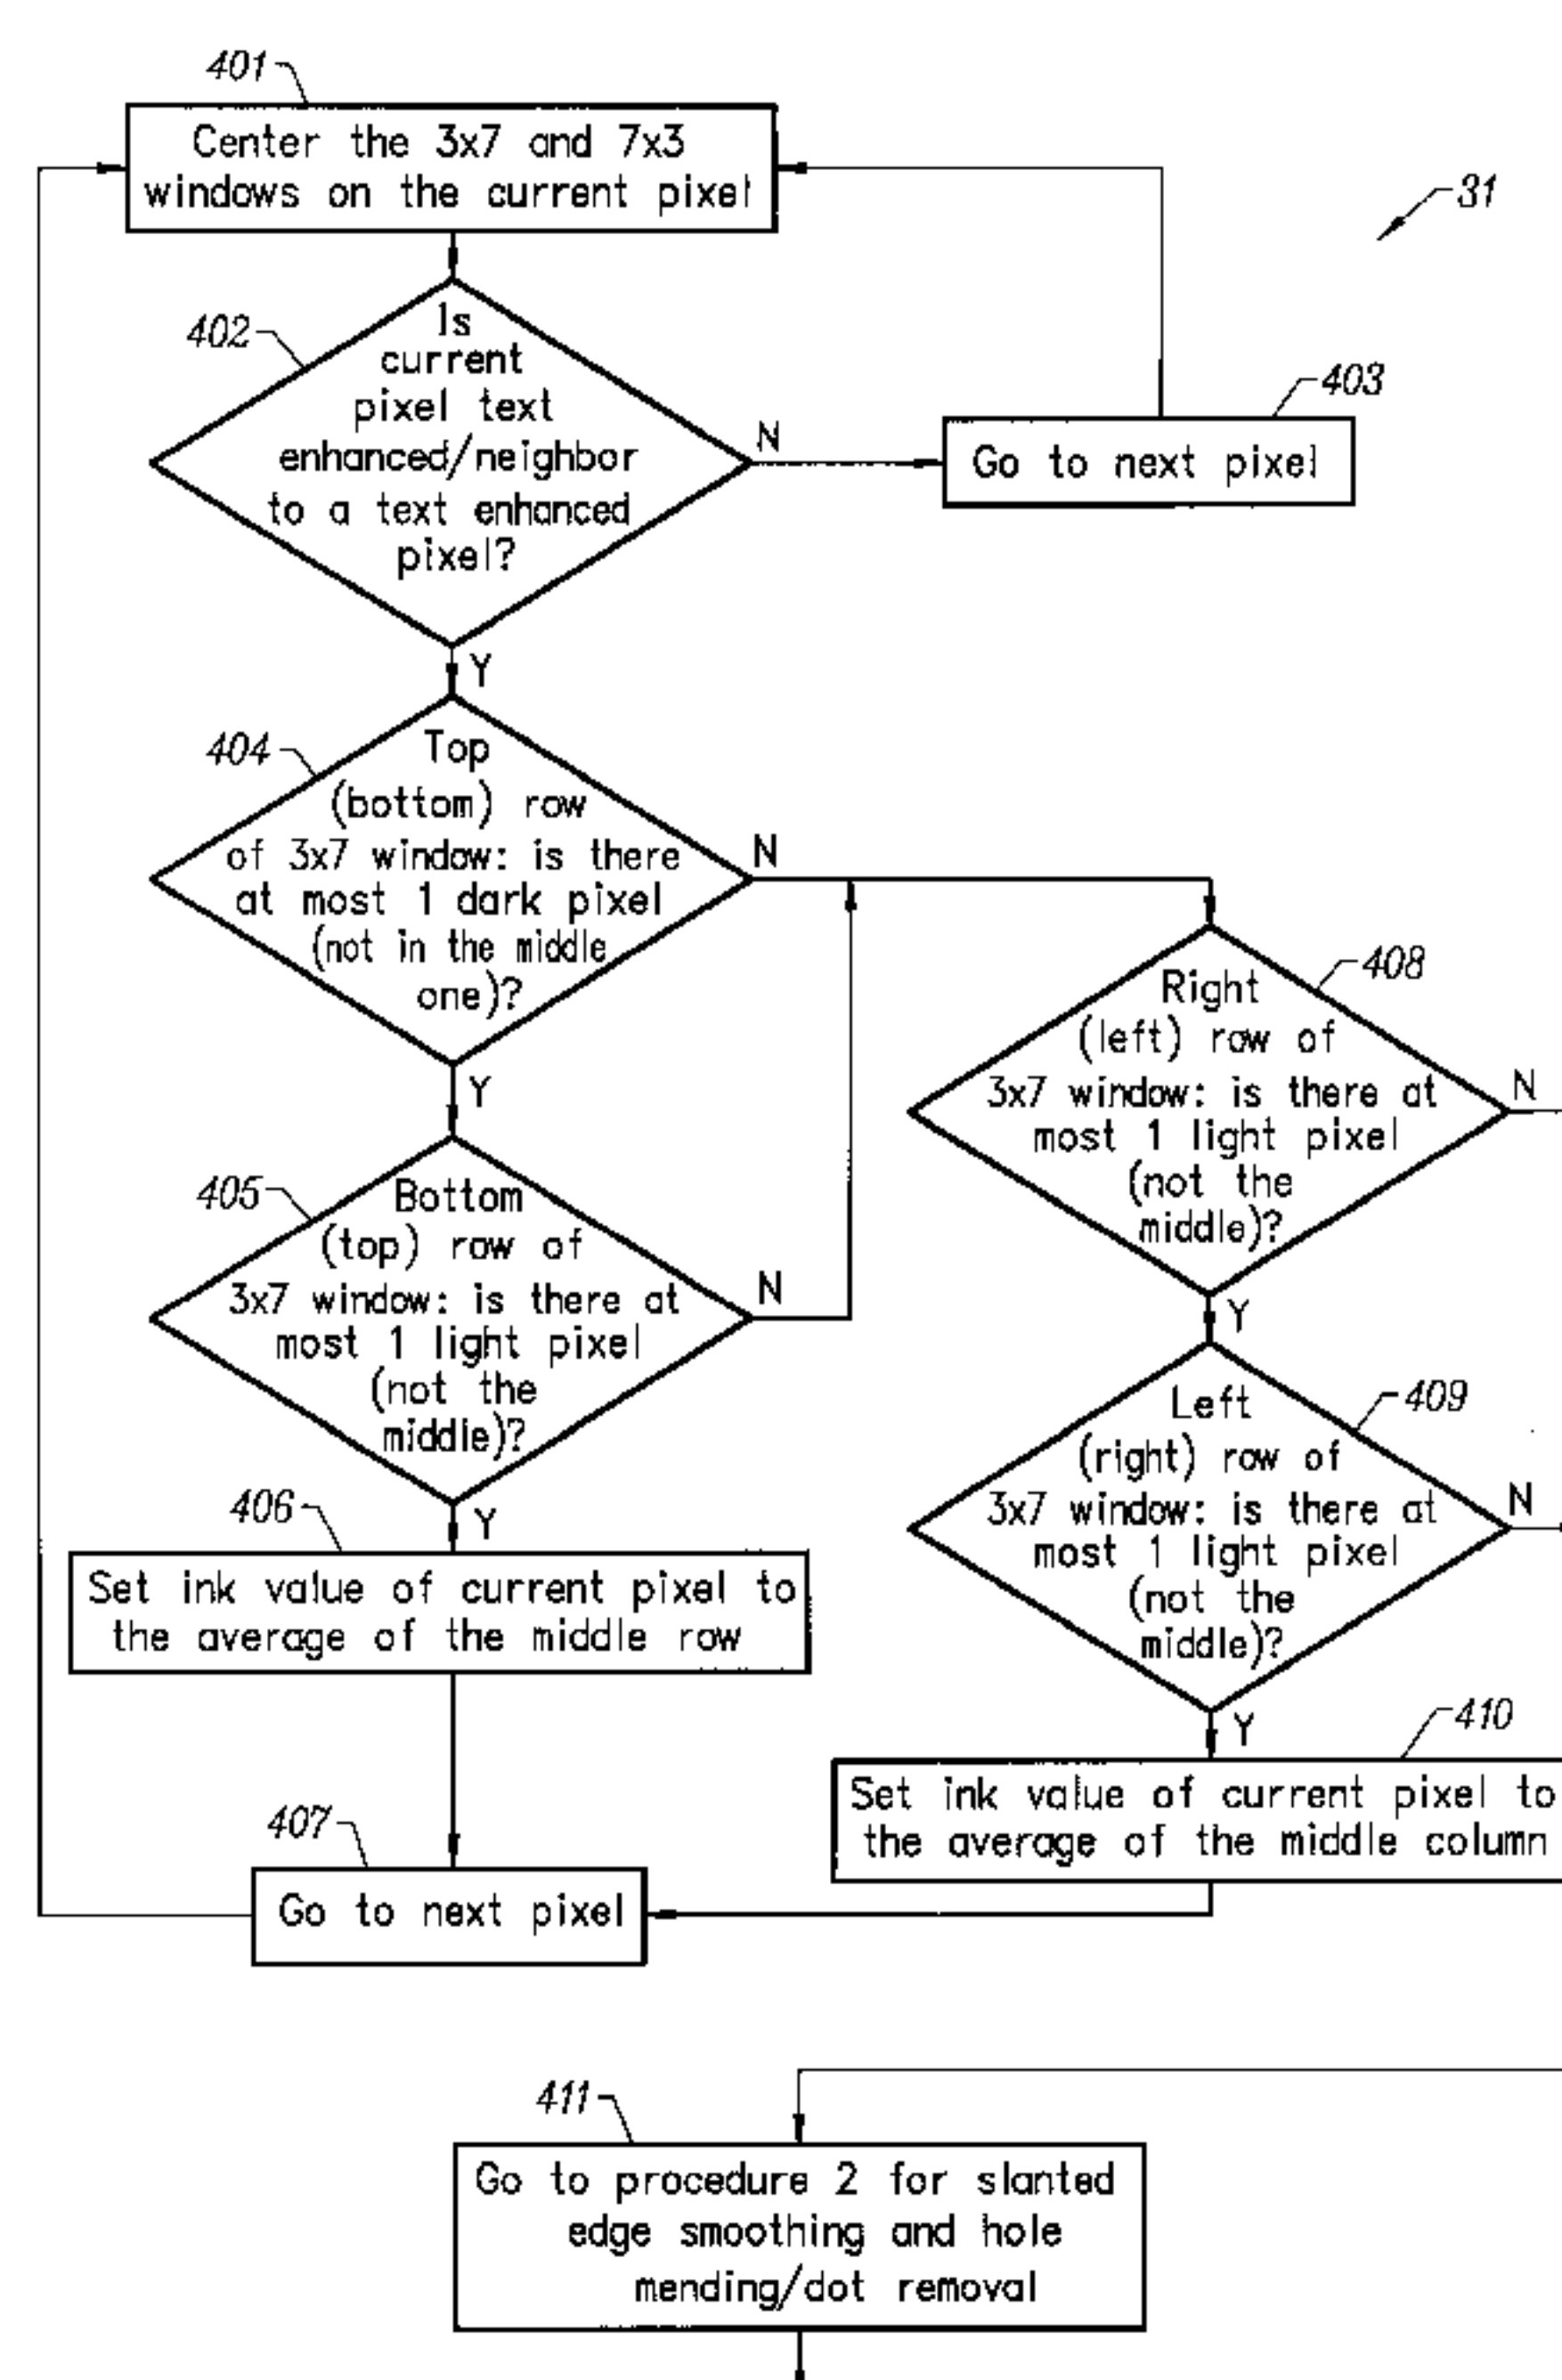 401
Center the 3x7 and 7x3
windows on the current pixel
31
402
Is
current
pixel text
enhanced/neighbor
to a text enhanced
pixel?
N
403
Go to next pixel
Y
404
Top
(bottom) row
of 3x7 window: is there
at most 1 dark pixel
(not in the middle
one)?
N
Y
408
Right
(left) row of
3x7 window: is there at
most 1 light pixel
(not the
middle)?
N
Y
405
Bottom
(top) row of
3x7 window: is there at
most 1 light pixel
(not the
middle)?
N
Y
409
Left
(right) row of
3x7 window: is there at
most 1 light pixel
(not the
middle)?
N
Y
406
Set ink value of current pixel to
the average of the middle row
410
Set ink value of current pixel to
the average of the middle column
407
Go to next pixel
411
Go to procedure 2 for slanted
edge smoothing and hole
mending/dot removal